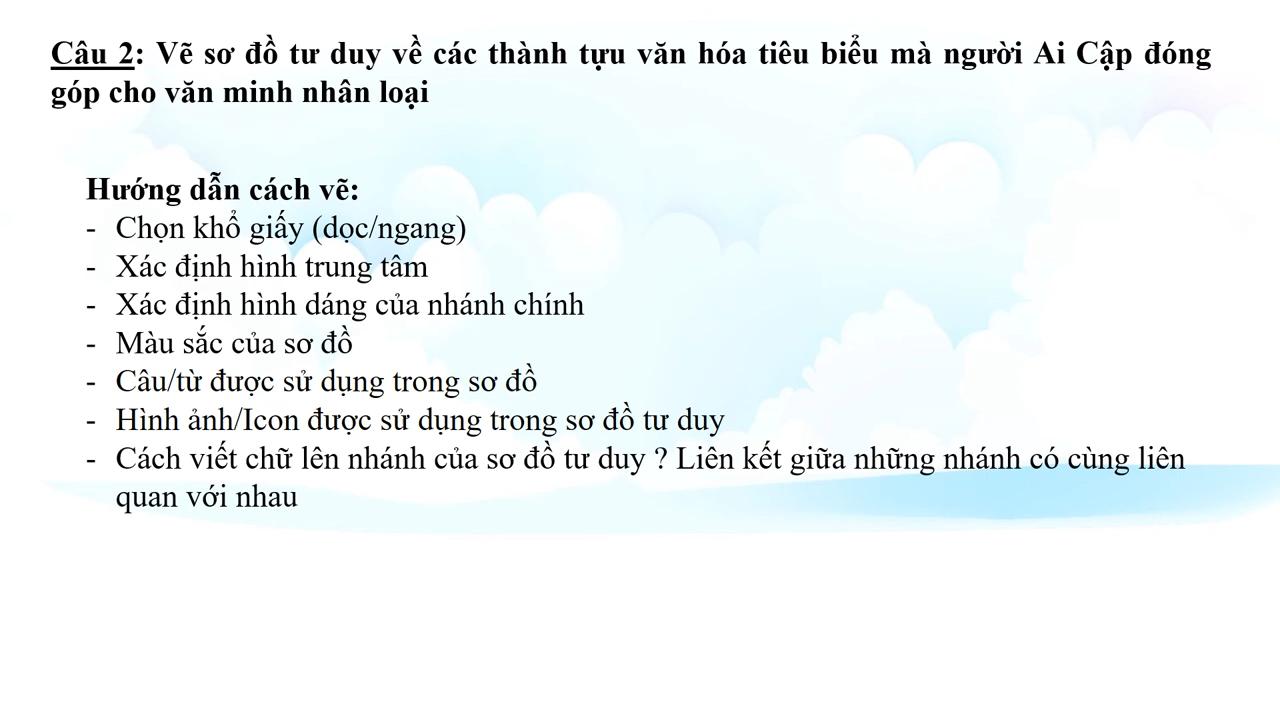 Câu 2: Vẽ sơ đồ tư duy về các thành tựu văn hóa tiêu biểu mà người Ai Cập đóng
góp cho văn minh nhân loại
Hướng dẫn cách vẽ:
- Chọn khổ giấy (dọc/ngang)
- Xác định hình trung tâm
- Xác định hình dáng của nhánh chính
- Màu sắc của sơ đồ
- Câu/từ được sử dụng trong sơ đồ
- Hình ảnh/Icon được sử dụng trong sơ đồ tư duy
- Cách viết chữ lên nhánh của sơ đồ tư duy ? Liên kết giữa những nhánh có cùng liên
quan với nhau